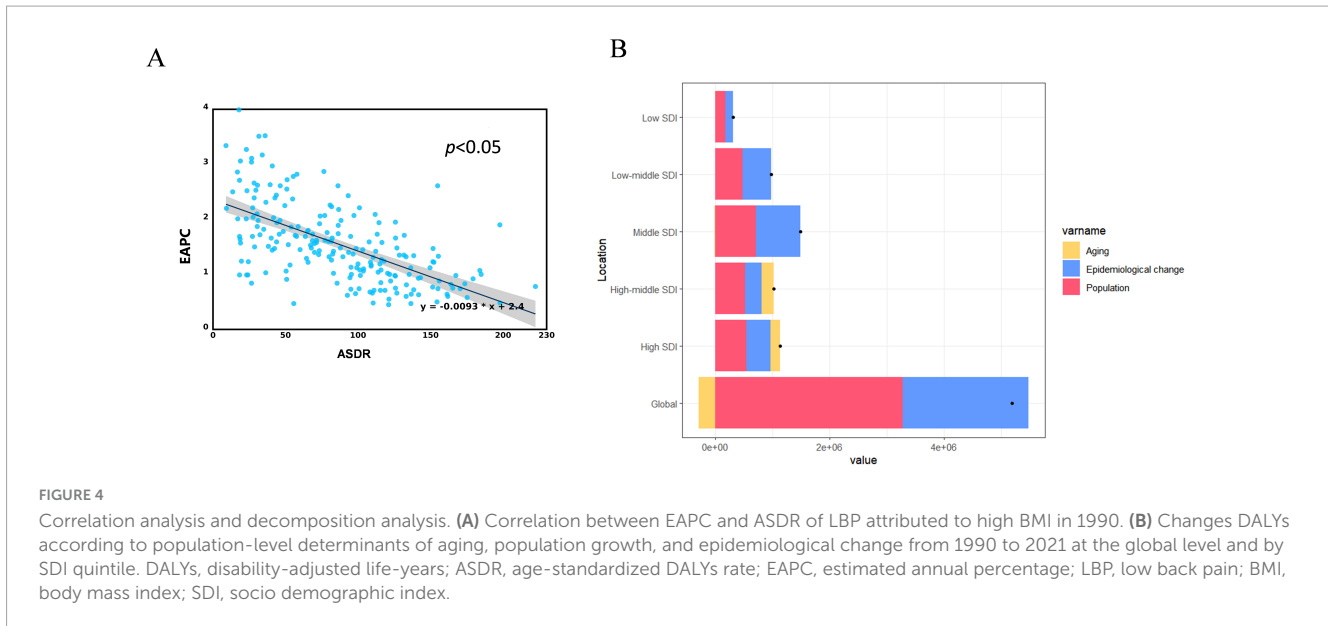 A
4
3
2
1
0
EAPC
p<0.05
y = -0.0093 * x + 2.4
0 50 100 150 200 230
ASDR
B
Location
Low SDI
Low-middle SDI
Middle SDI
High-middle SDI
High SDI
Global
0e+00 2e+06 4e+06
value
varname
Aging
Epidemiological change
Population
FIGURE 4
Correlation analysis and decomposition analysis. (A) Correlation between EAPC and ASDR of LBP attributed to high BMI in 1990. (B) Changes DALYs
according to population-level determinants of aging, population growth, and epidemiological change from 1990 to 2021 at the global level and by
SDI quintile. DALYs, disability-adjusted life-years; ASDR, age-standardized DALYs rate; EAPC, estimated annual percentage; LBP, low back pain; BMI,
body mass index; SDI, socio demographic index.